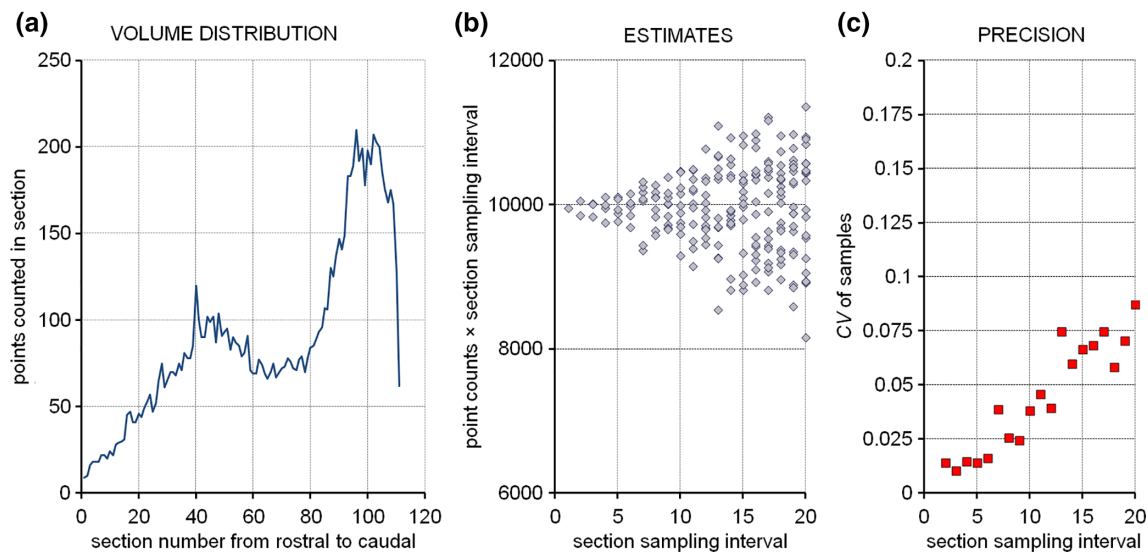 (a)
VOLUME DISTRIBUTION
250
200
150
100
50
0
0 20 40 60 80 100 120
points counted in section
section number from rostral to caudal
(b)
ESTIMATES
12000
10000
8000
6000
0 5 10 15 20
point counts × section sampling interval
section sampling interval
(c)
PRECISION
0.2
0.175
0.15
0.125
0.1
0.075
0.05
0.025
0
0 5 10 15 20
CV of samples
section sampling interval